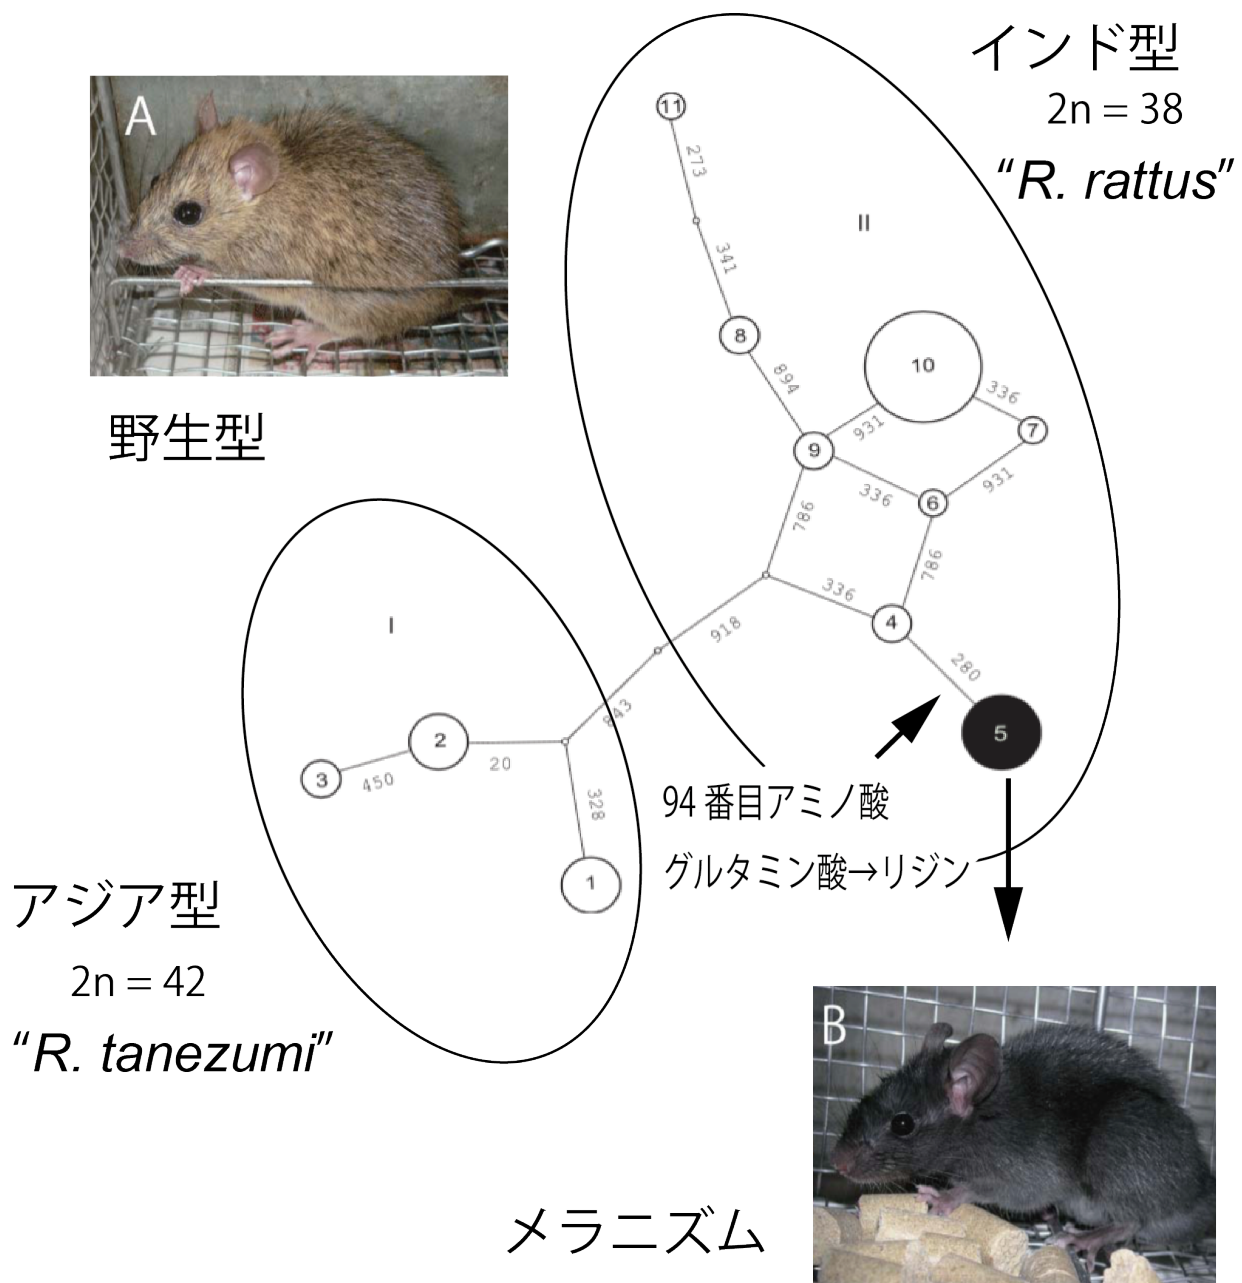 A
野生型
インド型
2n = 38
“R. rattus”
II
11
273
341
8
894
10
336
931
7
9
336
931
6
786
786
336
4
918
280
5
I
843
2
20
3
450
328
1
94 番目アミノ酸
グルタミン酸→リジン
アジア型
2n = 42
“R. tanezumi”
B
メラニズム